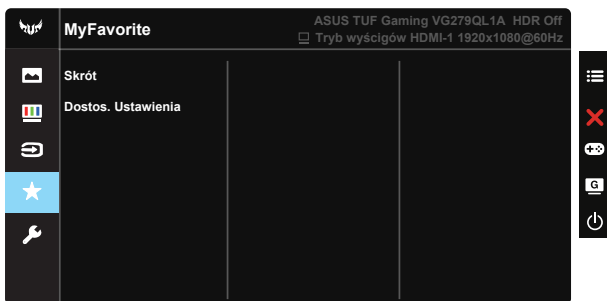 MyFavorite
ASUS TUF Gaming VG279QL1A HDR Off
Tryb wyścigów HDMI-1 1920x1080@60Hz
Skrót
Dostos. Ustawienia
G